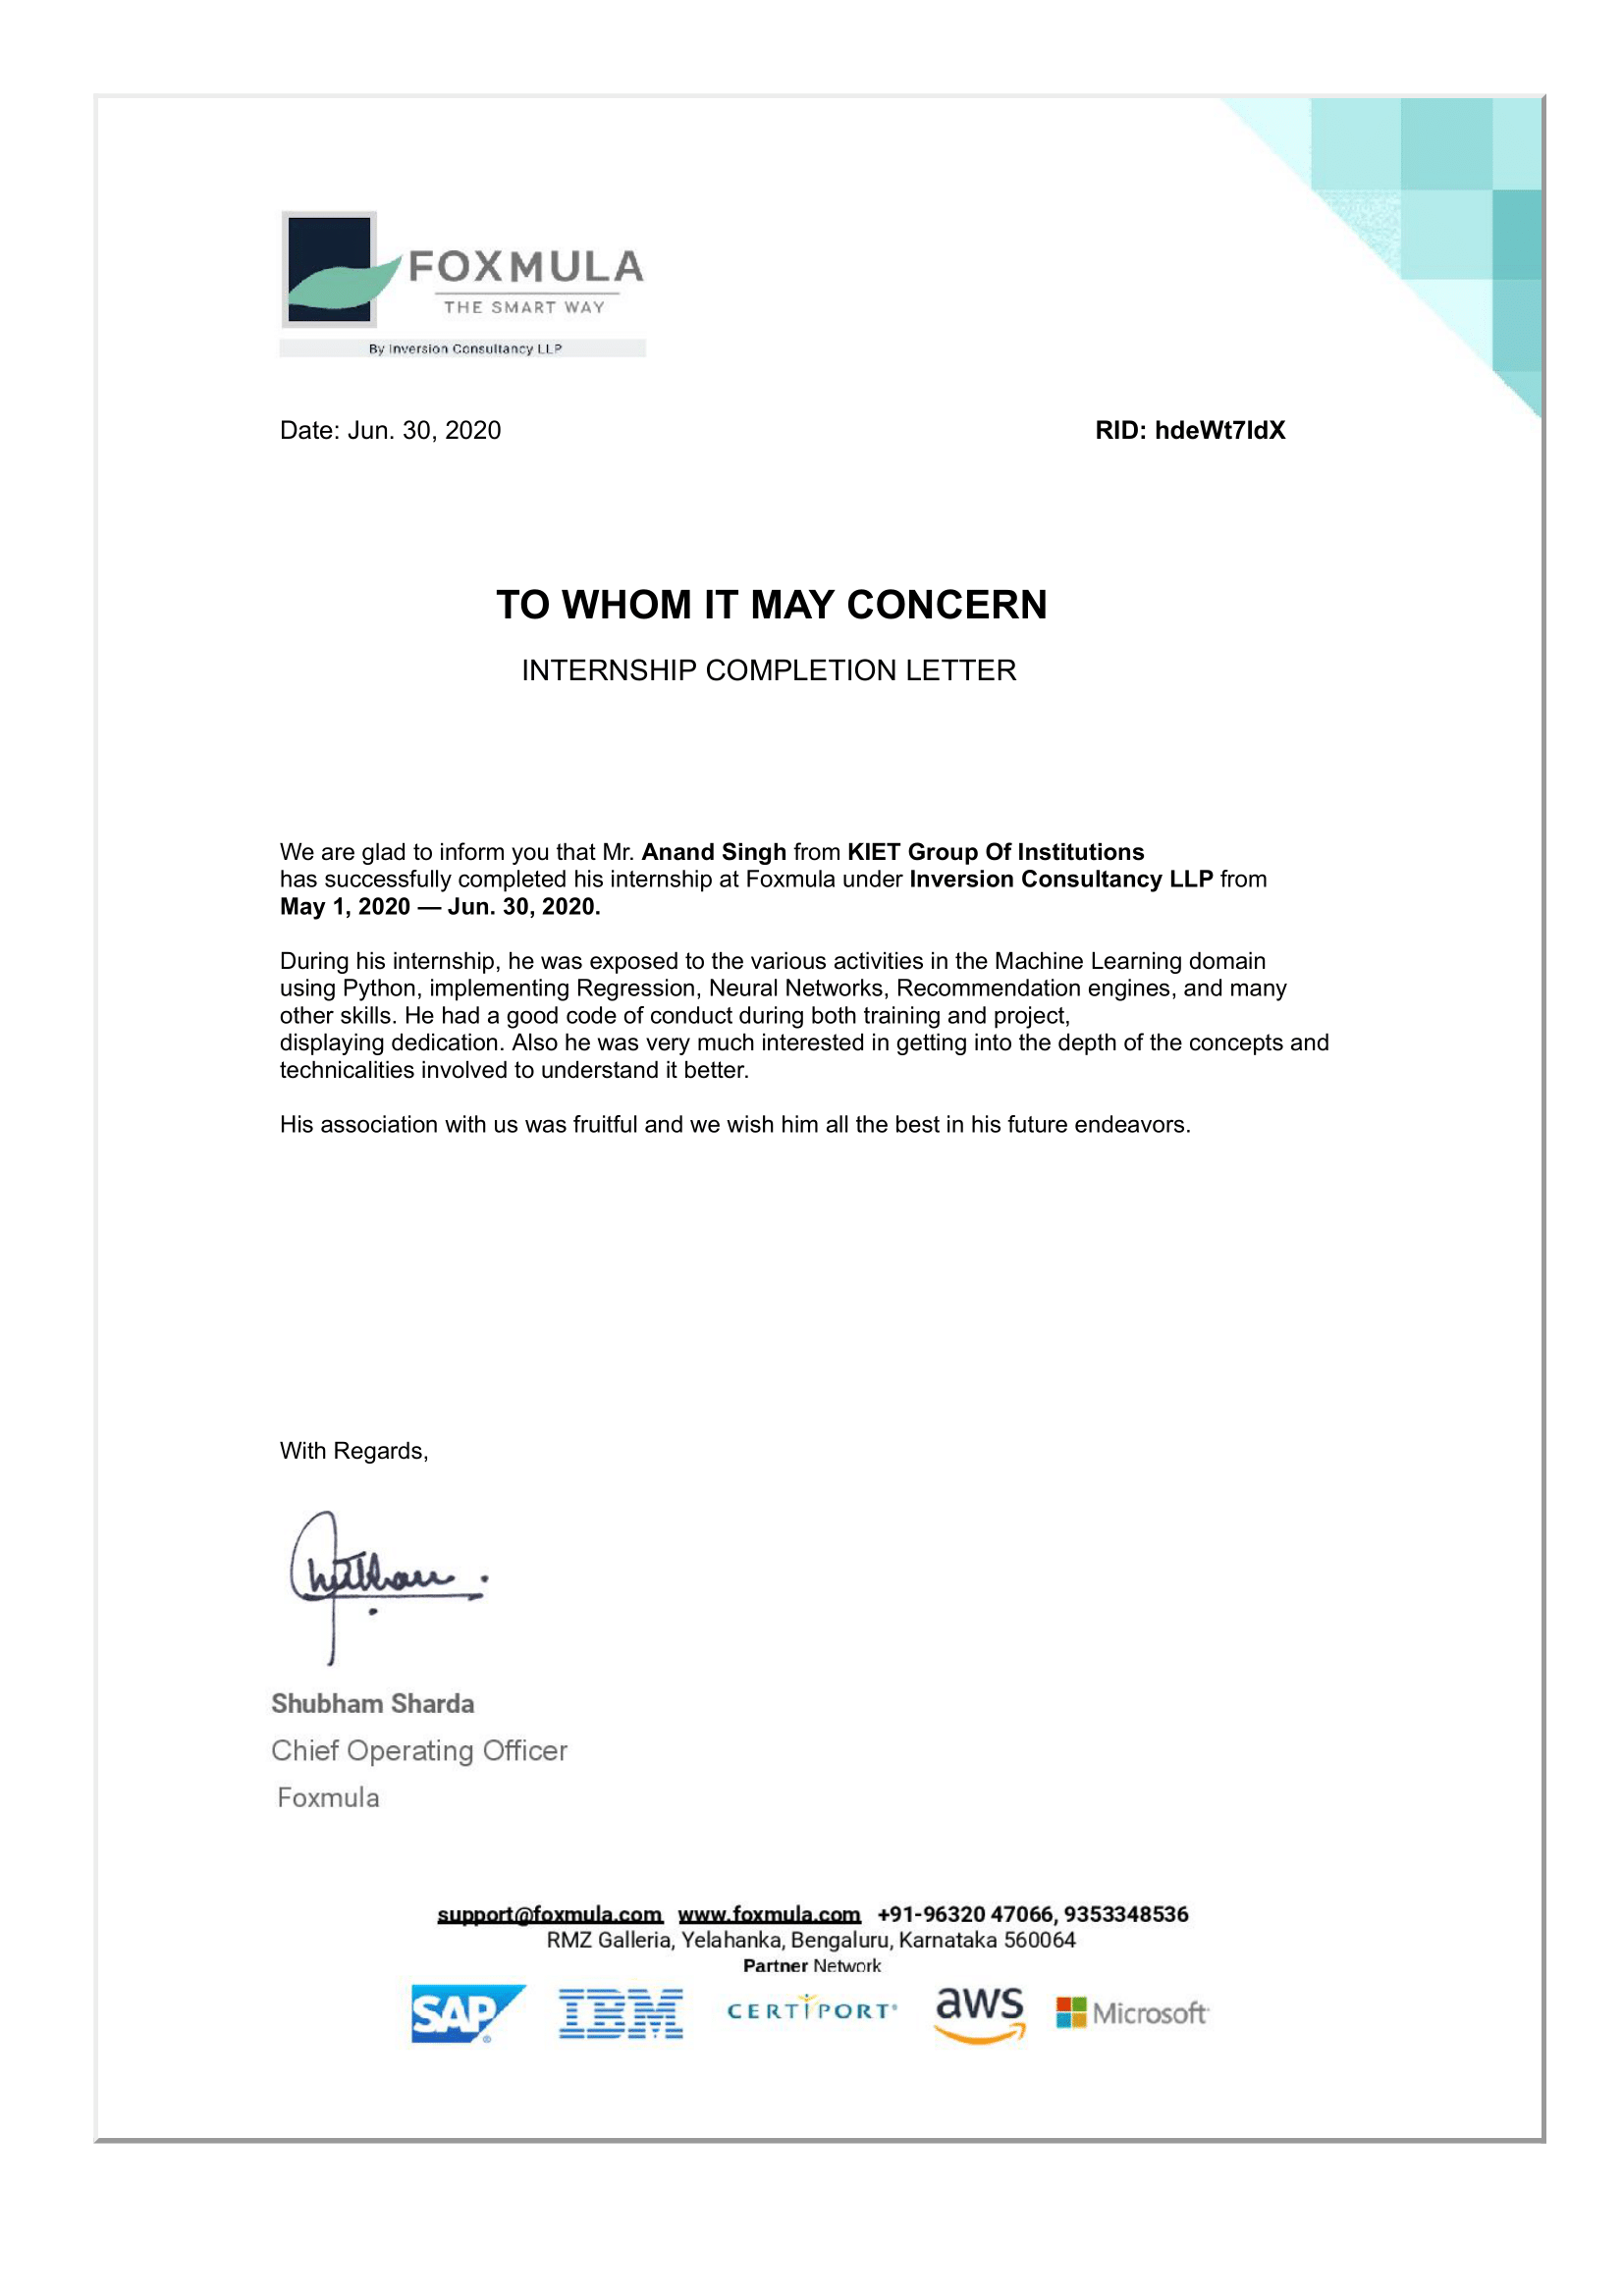 FOXMULA
THE SMART WAY
By Inversion Consultancy LLP
Date: Jun. 30, 2020
RID: hdeWt7IdX
TO WHOM IT MAY CONCERN
INTERNSHIP COMPLETION LETTER
We are glad to inform you that Mr. Anand Singh from KIET Group Of Institutions
has successfully completed his internship at Foxmula under Inversion Consultancy LLP from
May 1, 2020 — Jun. 30, 2020.
During his internship, he was exposed to the various activities in the Machine Learning domain
using Python, implementing Regression, Neural Networks, Recommendation engines, and many
other skills. He had a good code of conduct during both training and project,
displaying dedication. Also he was very much interested in getting into the depth of the concepts and
technicalities involved to understand it better.
His association with us was fruitful and we wish him all the best in his future endeavors.
With Regards,
Shubham Sharda
Chief Operating Officer
Foxmula
support@foxmula.com www.foxmula.com +91-96320 47066, 9353348536
RMZ Galleria, Yelahanka, Bengaluru, Karnataka 560064
Partner Network
SAP IBM CERTIPORT aws Microsoft